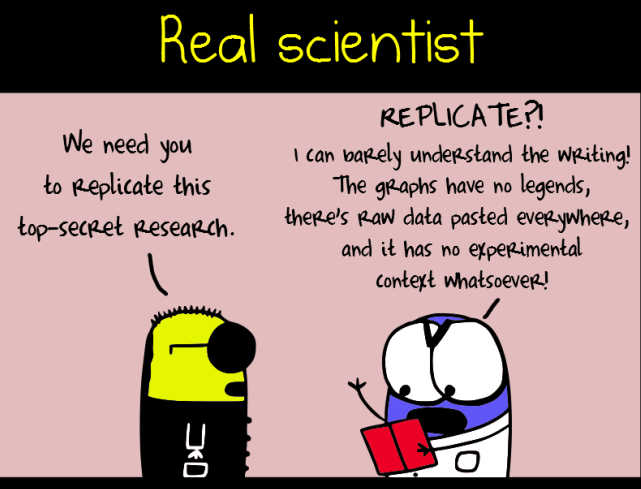 Real scientist
We need you
to replicate this
top-secret research.
REPLICATE?!
I can barely understand the writing!
The graphs have no legends,
there's raw data pasted everywhere,
and it has no experimental
context whatsoever!